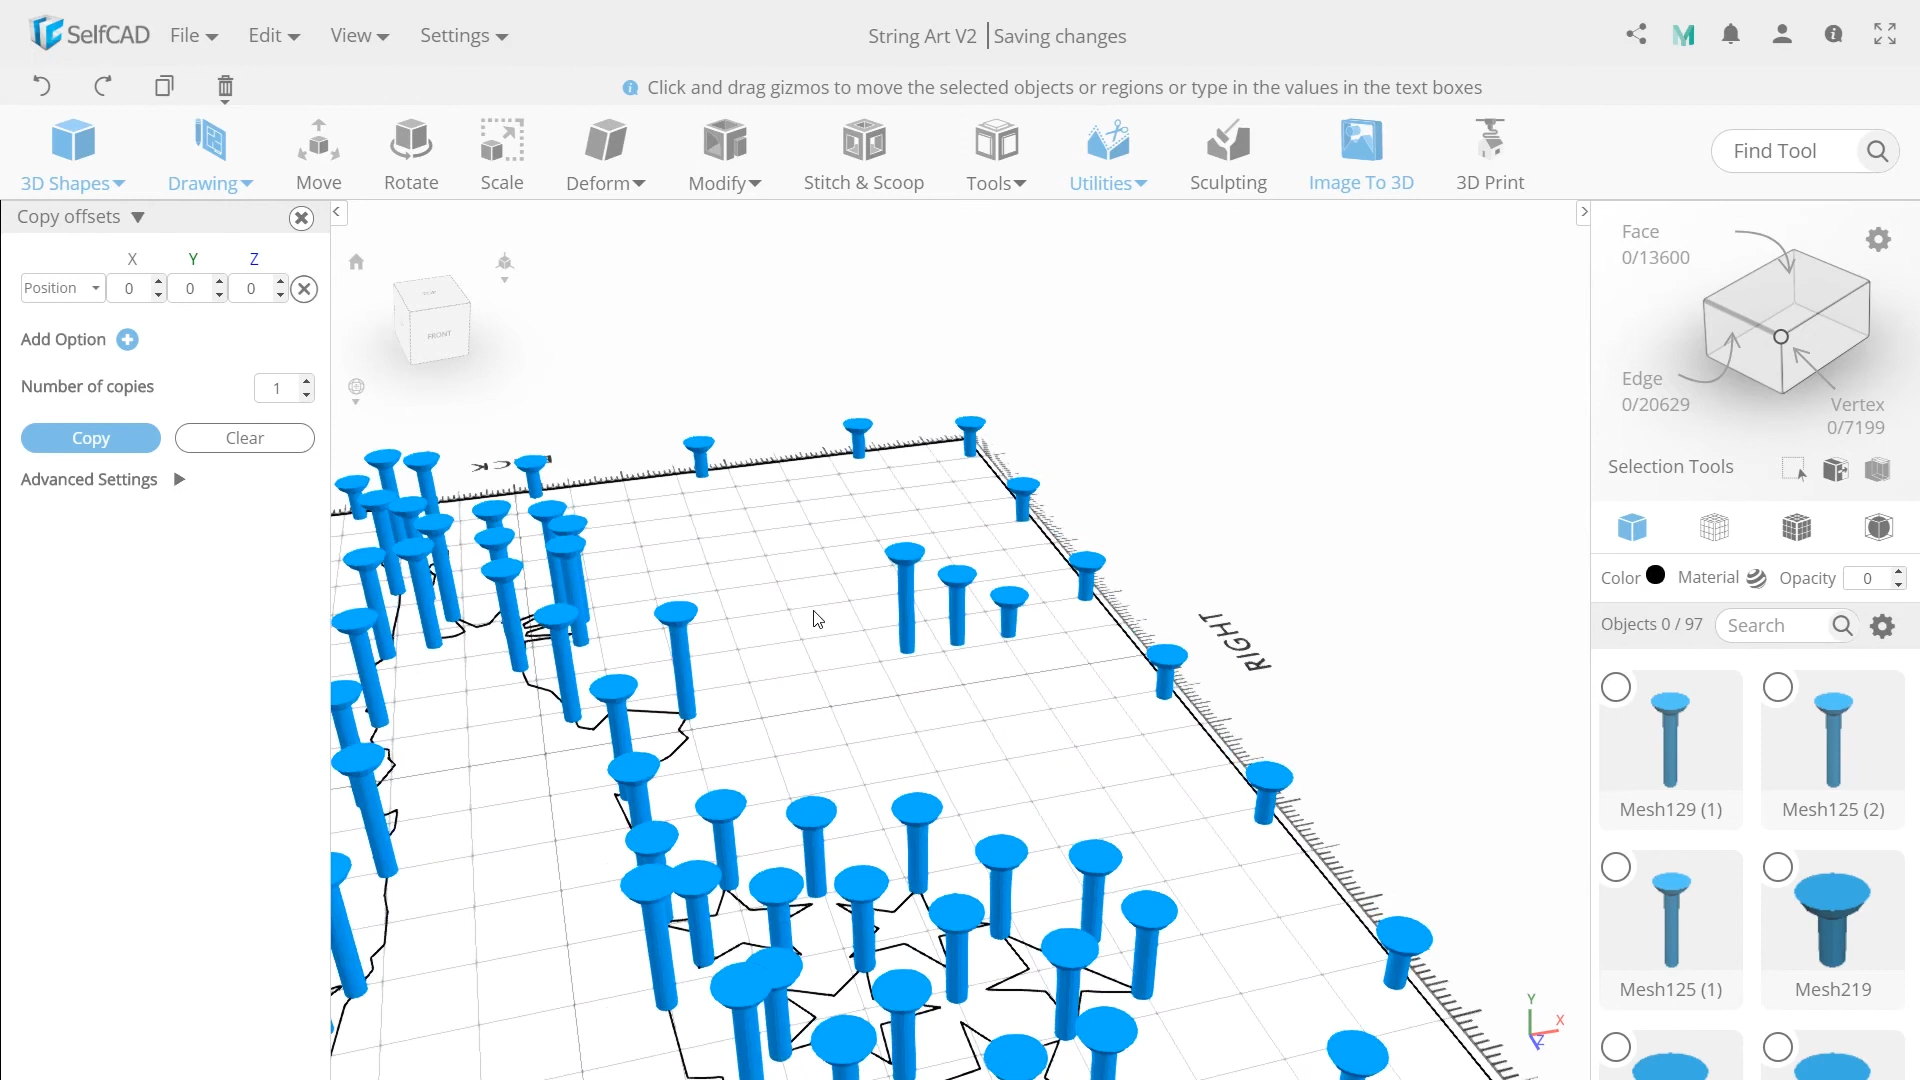 SelfCAD File Edit View Settings String Art V2 Saving changes
Click and drag gizmos to move the selected objects or regions or type in the values in the text boxes
3D Shapes Drawing Move Rotate Scale Deform Modify Stitch & Scoop Tools Utilities Sculpting Image To 3D 3D Print Find Tool
Copy offsets
X Y Z
Position 0 0 0
Add Option
Number of copies 1
Copy Clear
Advanced Settings
TOP
FRONT
RIGHT
Face
0/13600
Edge
0/20629
Vertex
0/7199
Selection Tools
Color Material Opacity 0
Objects 0 / 97 Search
Mesh129 (1) Mesh125 (2)
Mesh125 (1) Mesh219
Y
X
Z